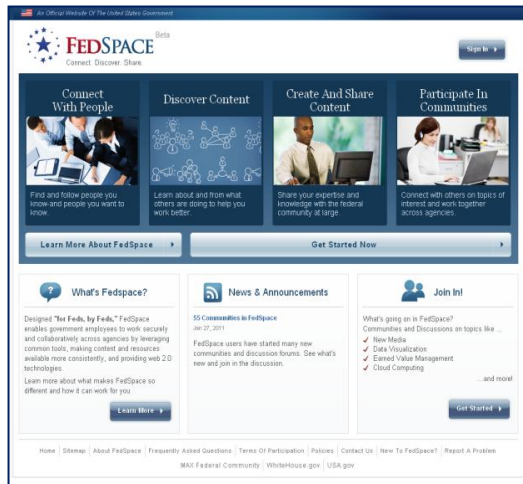 An Official Website Of The United States Government
FEDSPACE
Beta
Connect. Discover. Share.
Sign In
Connect
With People
Find and follow people you
know-and people you want to
know.
Discover Content
Learn about and from what
others are doing to help you
work better.
Create And Share
Content
Share your expertise and
knowledge with the federal
community at large.
Participate In
Communities
Connect with others on topics of
interest and work together
across agencies.
Learn More About FedSpace
Get Started Now
What's Fedspace?
Designed "for Feds, by Feds," FedSpace
enables government employees to work securely
and collaboratively across agencies by leveraging
common tools, making content and resources
available more consistently, and providing web 2.0
technologies.
Learn more about what makes FedSpace so
different and how it can work for you
Learn More
News & Announcements
55 Communities in FedSpace
Jan 27, 2011
FedSpace users have started many new
communities and discussion forums. See what's
new and join in the discussion.
Join In!
What's going on in FedSpace?
Communities and Discussions on topics like ...
New Media
Data Visualization
Earned Value Management
Cloud Computing
...and more!
Get Started
Home | Sitemap | About FedSpace | Frequently Asked Questions | Terms Of Participation | Policies | Contact Us | New To FedSpace? | Report A Problem
MAX Federal Community | WhiteHouse.gov | USA.gov